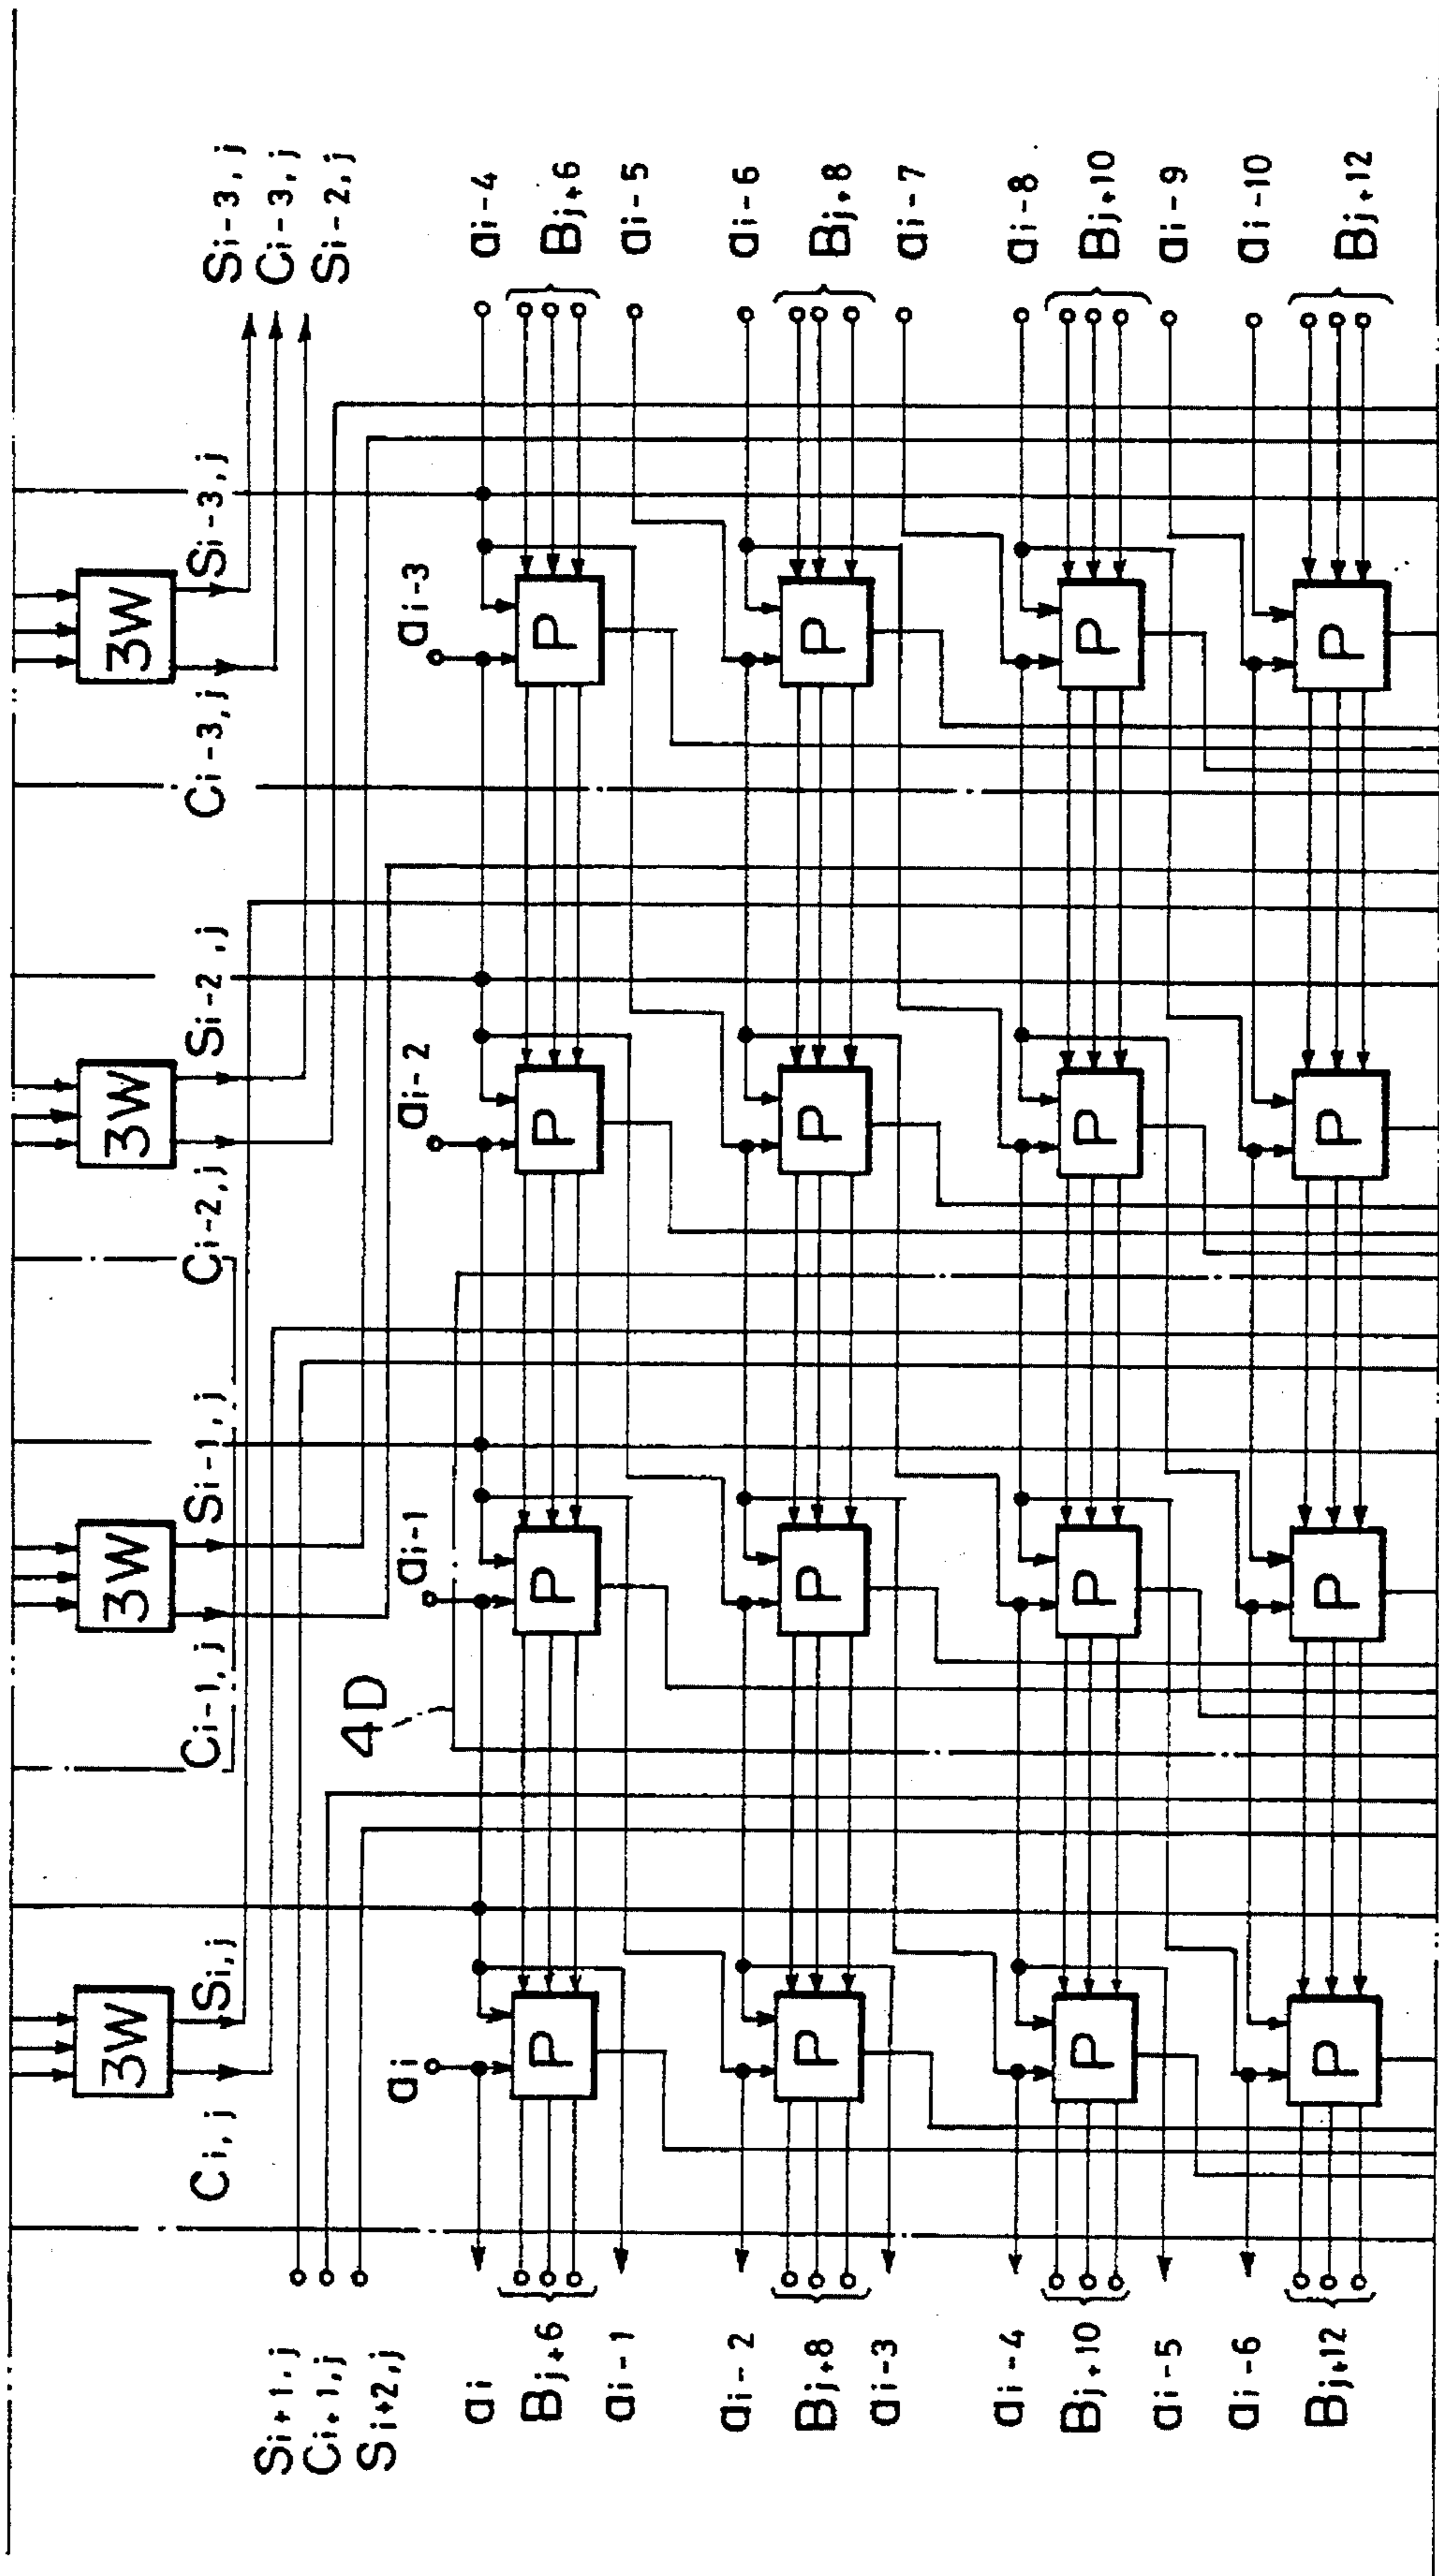 3W 3W 3W 3W
Ci, j Si,j Ci-1, j Si-1, j Ci-2, j Si-2, j Ci-3, j Si-3, j
Si-3, j
Ci-3, j
Si-2, j
Si+1, j
Ci+1, j
Si+2, j
4D
ai ai-1 ai-2 ai-3
ai ai-4
P P P P
Bj+6 Bj+6
ai-1 ai-5
ai-2 ai-6
P P P P
Bj+8 Bj+8
ai-3 ai-7
ai-4 ai-8
P P P P
Bj+10 Bj+10
ai-5 ai-9
ai-6 ai-10
P P P P
Bj+12 Bj+12